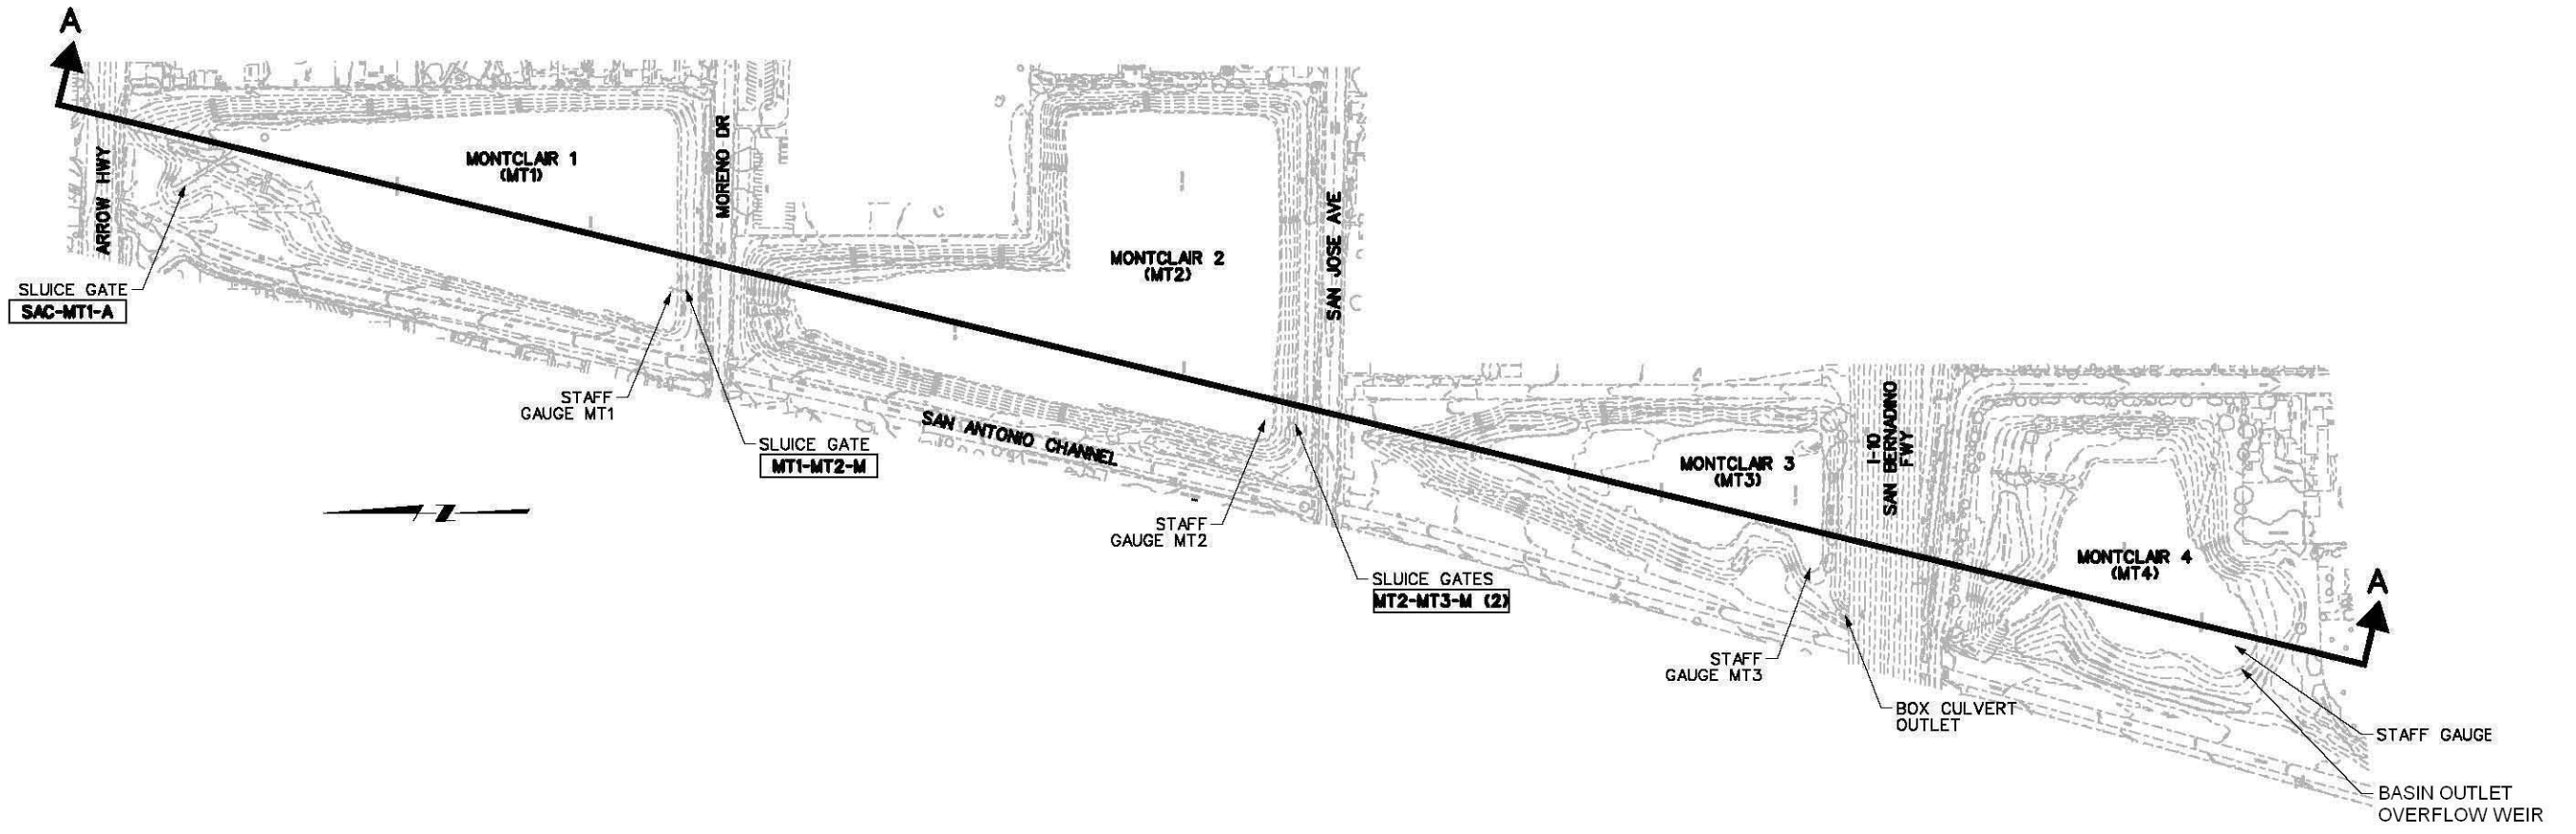 A
ARROW HWY
SLUICE GATE
SAC-MT1-A
MONTCLAIR 1
(MT1)
STAFF
GAUGE MT1
MORENO DR
SLUICE GATE
MT1-MT2-M
Z
SAN ANTONIO CHANNEL
MONTCLAIR 2
(MT2)
STAFF
GAUGE MT2
SAN JOSE AVE
SLUICE GATES
MT2-MT3-M (2)
MONTCLAIR 3
(MT3)
STAFF
GAUGE MT3
I-10
SAN BERNADINO
FWY
BOX CULVERT
OUTLET
MONTCLAIR 4
(MT4)
A
STAFF GAUGE
BASIN OUTLET
OVERFLOW WEIR